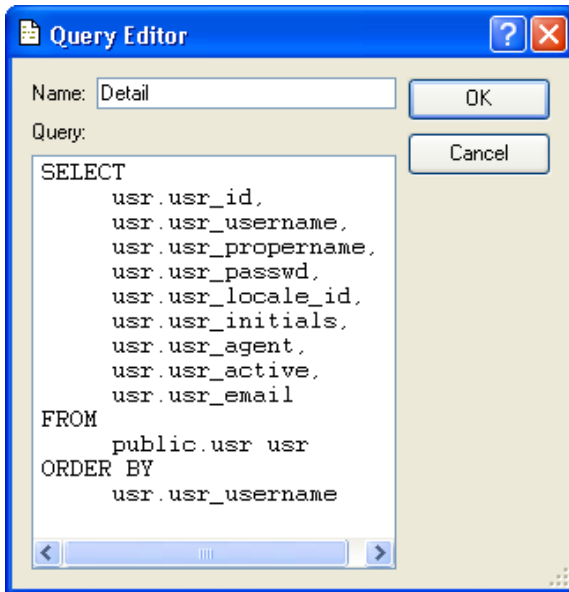 Query Editor
Name: Detail
OK
Query:
Cancel
SELECT
usr.usr_id,
usr.usr_username,
usr.usr_propername,
usr.usr_passwd,
usr.usr_locale_id,
usr.usr_initials,
usr.usr_agent,
usr.usr_active,
usr.usr_email
FROM
public.usr usr
ORDER BY
usr.usr_username